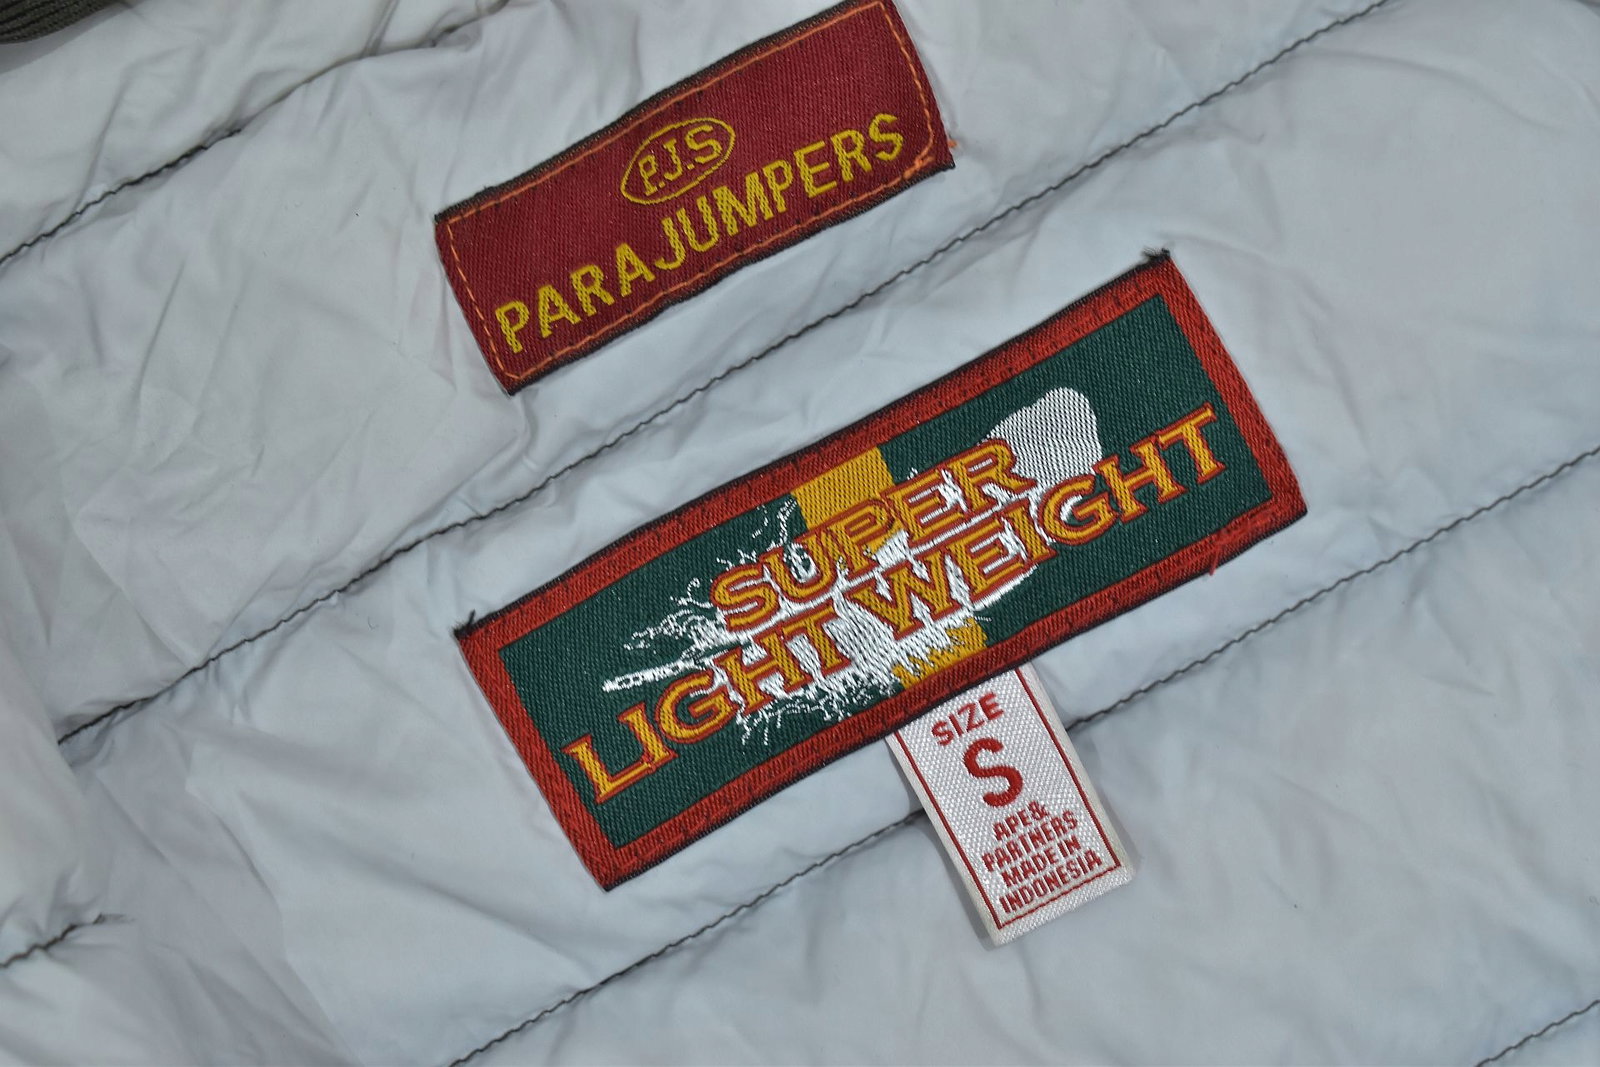 P.J.S
PARAJUMPERS
SUPER
LIGHT WEIGHT
SIZE
S
APE&
PARTNERS
MADE IN
INDONESIA